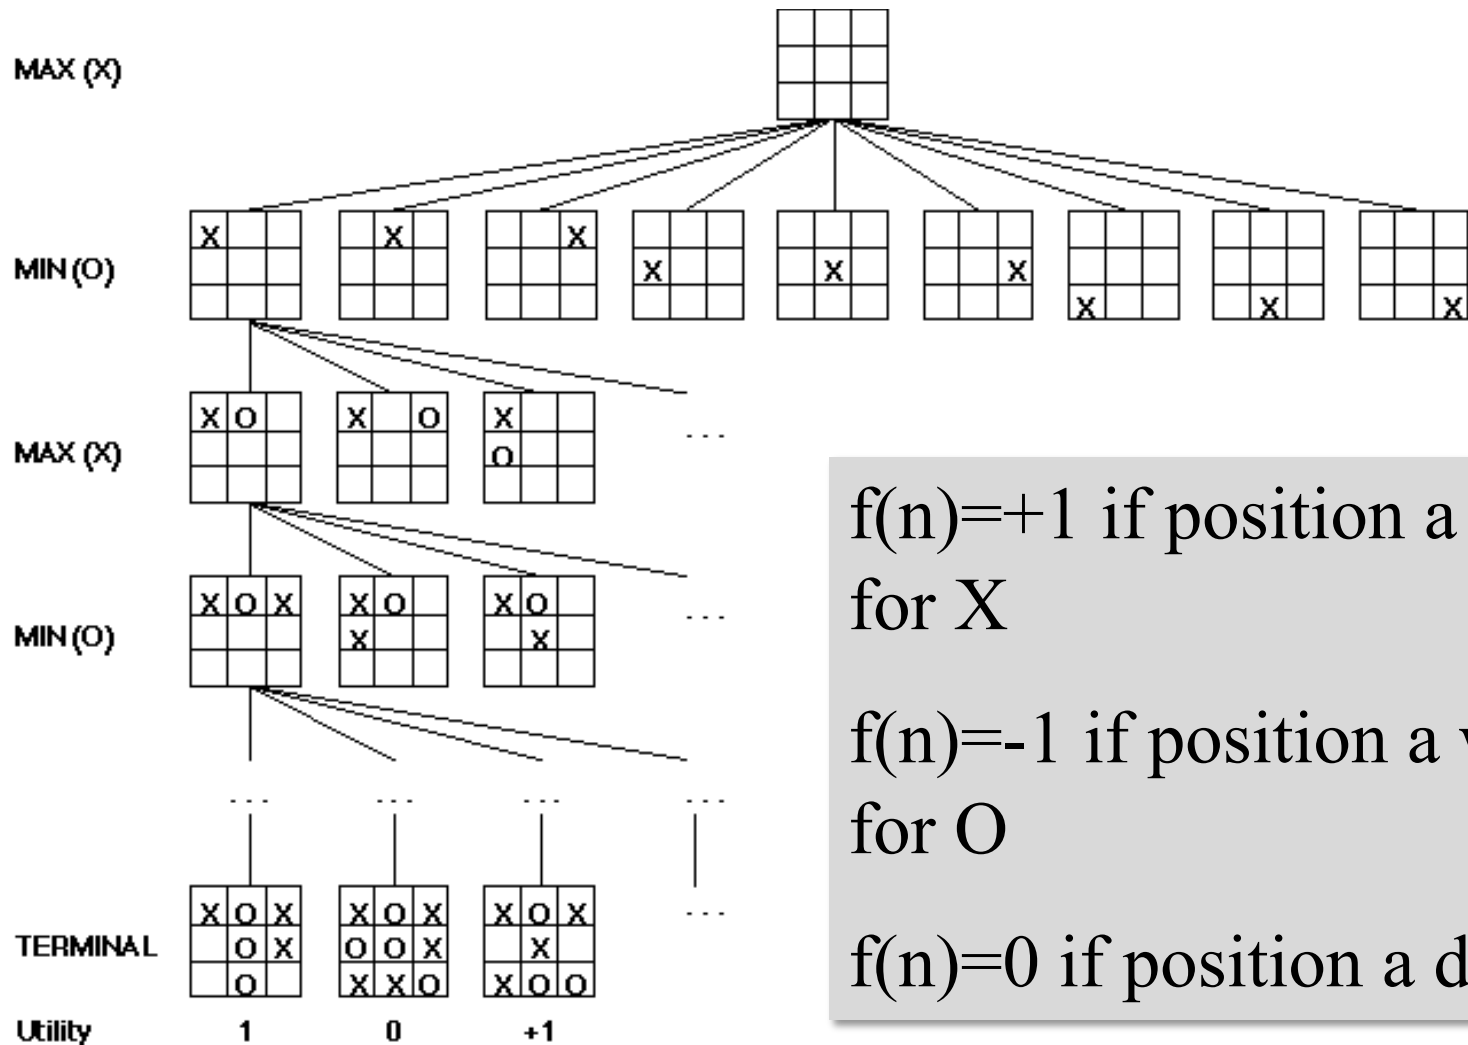 MAX (X)
X X X X X X X X X
MIN (O)
X O X O X
O
MAX (X)
X O X X O X O
X X
MIN (O)
... ... ... ...
X O X X O X X O X
O X O O X X
O X X O X O O
TERMINAL
Utility 1 0 +1
f(n)=+1 if position a
for X
f(n)=-1 if position a
for O
f(n)=0 if position a